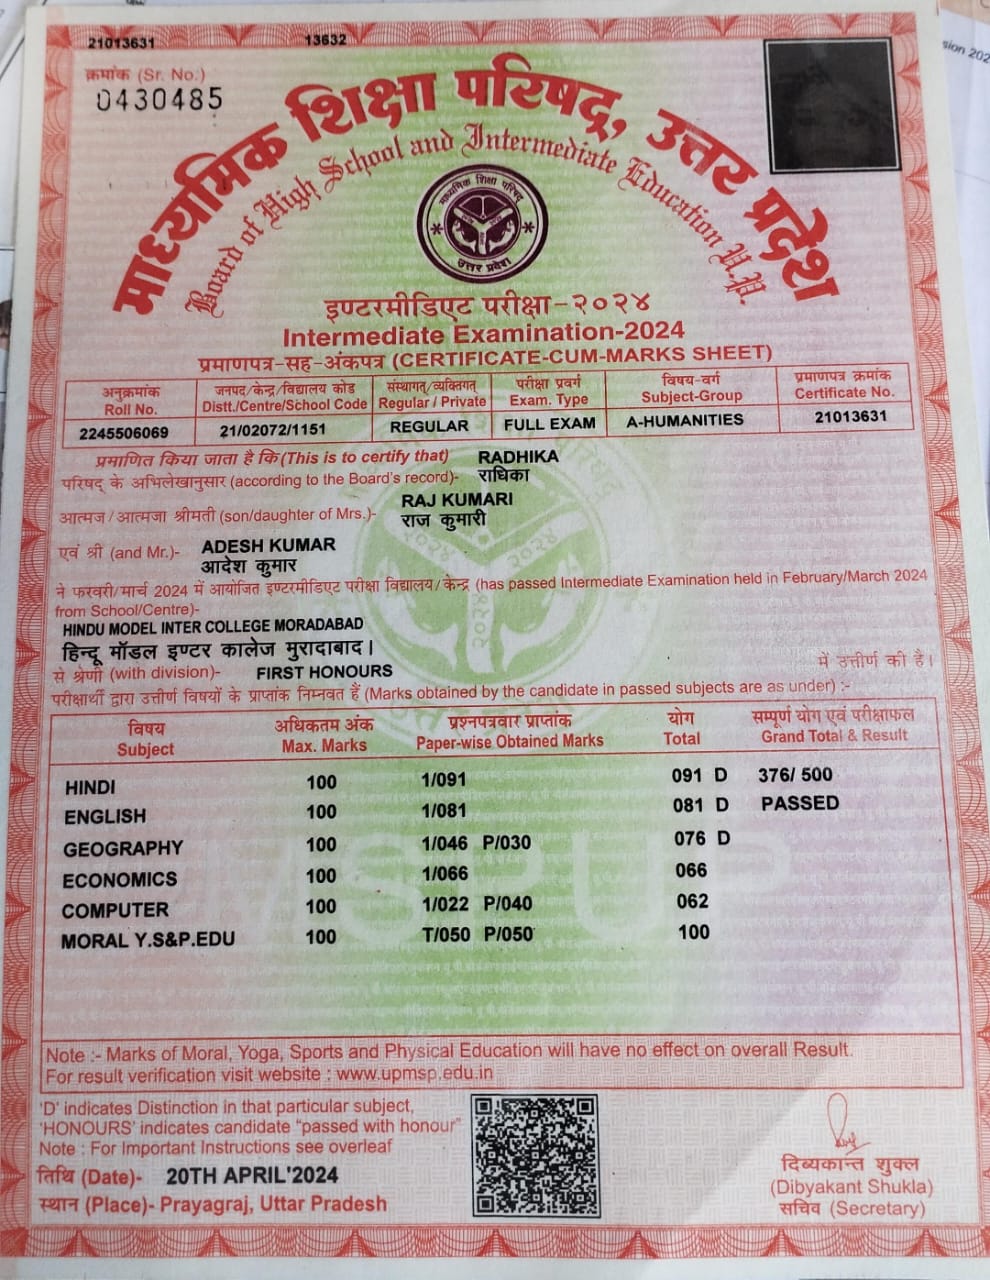 21013631 13632
क्रमांक (Sr. No.)
0430485
sion 202
माध्यमिक शिक्षा परिषद्, उत्तर प्रदेश
Board of High School and Intermediate Education U.P.
माध्यमिक शिक्षा परिषद्
उत्तर प्रदेश
इण्टरमीडिएट परीक्षा-२०२४
Intermediate Examination-2024
प्रमाणपत्र-सह-अंकपत्र (CERTIFICATE-CUM-MARKS SHEET)
अनुक्रमांक जनपद/केन्द्र/विद्यालय कोड संस्थागत/व्यक्तिगत् परीक्षा प्रवर्ग विषय-वर्ग प्रमाणपत्र क्रमांक
Roll No. Distt./Centre/School Code Regular / Private Exam. Type Subject-Group Certificate No.
2245506069 21/02072/1151 REGULAR FULL EXAM A-HUMANITIES 21013631
प्रमाणित किया जाता है कि (This is to certify that) RADHIKA
परिषद् के अभिलेखानुसार (according to the Board's record)- राधिका
RAJ KUMARI
आत्मज/आत्मजा श्रीमती (son/daughter of Mrs.)- राज कुमारी
एवं श्री (and Mr.)- ADESH KUMAR
आदेश कुमार
ने फरवरी/मार्च 2024 में आयोजित इण्टरमीडिएट परीक्षा विद्यालय/केन्द्र (has passed Intermediate Examination held in February/March 2024
from School/Centre)-
HINDU MODEL INTER COLLEGE MORADABAD
हिन्दू मॉडल इण्टर कालेज मुरादाबाद।
से श्रेणी (with division)- FIRST HONOURS में उत्तीर्ण की है।
परीक्षार्थी द्वारा उत्तीर्ण विषयों के प्राप्तांक निम्नवत हैं (Marks obtained by the candidate in passed subjects are as under) :-
विषय अधिकतम अंक प्रश्नपत्रवार प्राप्तांक योग सम्पूर्ण योग एवं परीक्षाफल
Subject Max. Marks Paper-wise Obtained Marks Total Grand Total & Result
HINDI 100 1/091 091 D 376/ 500
ENGLISH 100 1/081 081 D PASSED
GEOGRAPHY 100 1/046 P/030 076 D
ECONOMICS 100 1/066 066
COMPUTER 100 1/022 P/040 062
MORAL Y.S&P.EDU 100 T/050 P/050 100
Note :- Marks of Moral, Yoga, Sports and Physical Education will have no effect on overall Result.
For result verification visit website : www.upmsp.edu.in
'D' indicates Distinction in that particular subject,
'HONOURS' indicates candidate "passed with honour"
Note : For Important Instructions see overleaf
तिथि (Date)- 20TH APRIL'2024
स्थान (Place)- Prayagraj, Uttar Pradesh
दिब्यकान्त शुक्ल
(Dibyakant Shukla)
सचिव (Secretary)